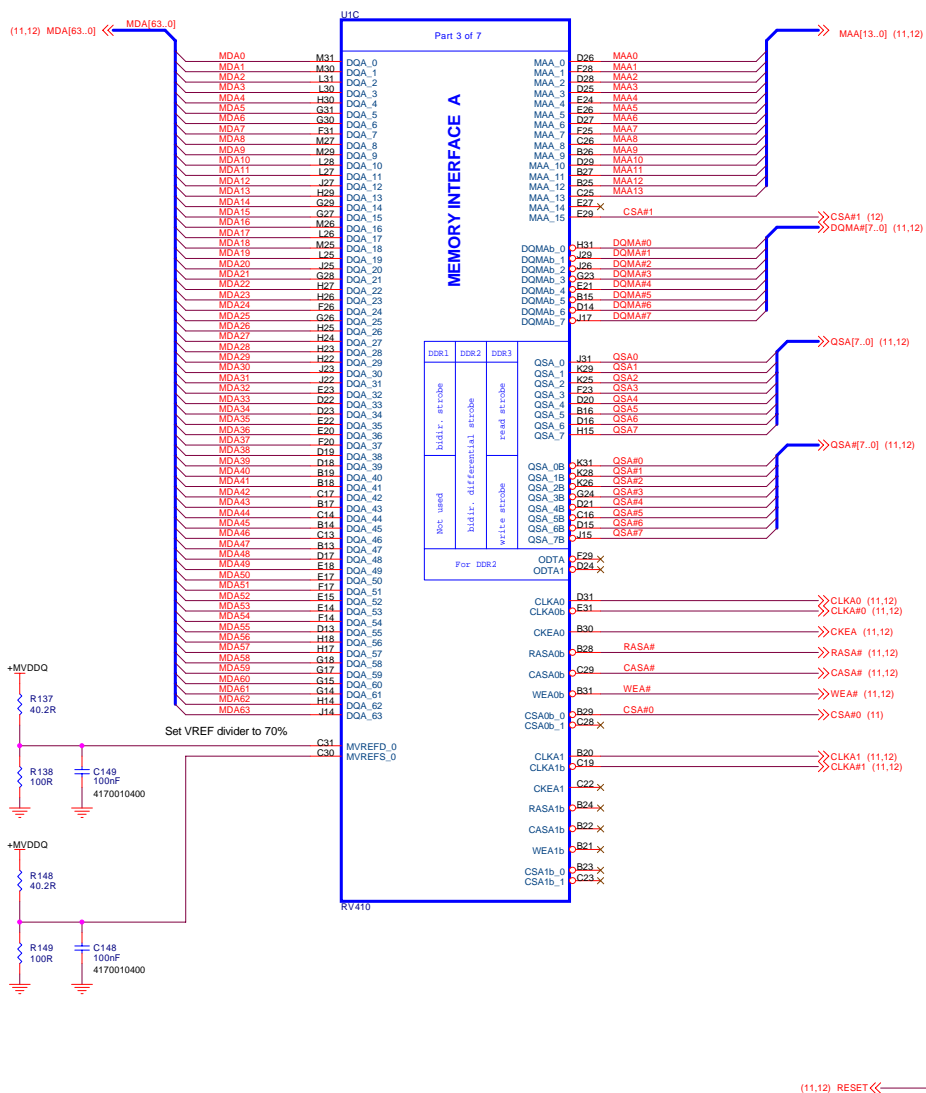 U1C
Part 3 of 7
MEMORY INTERFACE A
(11,12) MDA[63..0]
MDA[63..0]
MDA0 M31 DQA_0
MDA1 M30 DQA_1
MDA2 L31 DQA_2
MDA3 L30 DQA_3
MDA4 H30 DQA_4
MDA5 G31 DQA_5
MDA6 G30 DQA_6
MDA7 F31 DQA_7
MDA8 M27 DQA_8
MDA9 M29 DQA_9
MDA10 L28 DQA_10
MDA11 L27 DQA_11
MDA12 J27 DQA_12
MDA13 H29 DQA_13
MDA14 G29 DQA_14
MDA15 G27 DQA_15
MDA16 M26 DQA_16
MDA17 L26 DQA_17
MDA18 M25 DQA_18
MDA19 L25 DQA_19
MDA20 J25 DQA_20
MDA21 G28 DQA_21
MDA22 H27 DQA_22
MDA23 H26 DQA_23
MDA24 F26 DQA_24
MDA25 G26 DQA_25
MDA26 H25 DQA_26
MDA27 H24 DQA_27
MDA28 H23 DQA_28
MDA29 H22 DQA_29
MDA30 J23 DQA_30
MDA31 J22 DQA_31
MDA32 E23 DQA_32
MDA33 D22 DQA_33
MDA34 D23 DQA_34
MDA35 E22 DQA_35
MDA36 E20 DQA_36
MDA37 F20 DQA_37
MDA38 D19 DQA_38
MDA39 D18 DQA_39
MDA40 B19 DQA_40
MDA41 B18 DQA_41
MDA42 C17 DQA_42
MDA43 B17 DQA_43
MDA44 C14 DQA_44
MDA45 B14 DQA_45
MDA46 C13 DQA_46
MDA47 B13 DQA_47
MDA48 D17 DQA_48
MDA49 E18 DQA_49
MDA50 E17 DQA_50
MDA51 F17 DQA_51
MDA52 E15 DQA_52
MDA53 E14 DQA_53
MDA54 F14 DQA_54
MDA55 D13 DQA_55
MDA56 H18 DQA_56
MDA57 H17 DQA_57
MDA58 G18 DQA_58
MDA59 G17 DQA_59
MDA60 G15 DQA_60
MDA61 G14 DQA_61
MDA62 H14 DQA_62
MDA63 J14 DQA_63
Set VREF divider to 70%
C31 MVREFD_0
C30 MVREFS_0
+MVDDQ
R137
40.2R
R138
100R
C149
100nF
4170010400
+MVDDQ
R148
40.2R
R149
100R
C148
100nF
4170010400
RV410
MAA[13..0] (11,12)
MAA_0 D26 MAA0
MAA_1 F28 MAA1
MAA_2 D28 MAA2
MAA_3 D25 MAA3
MAA_4 E24 MAA4
MAA_5 E26 MAA5
MAA_6 D27 MAA6
MAA_7 F25 MAA7
MAA_8 C26 MAA8
MAA_9 B26 MAA9
MAA_10 D29 MAA10
MAA_11 B27 MAA11
MAA_12 B25 MAA12
MAA_13 C25 MAA13
MAA_14 E27
MAA_15 E29 CSA#1 CSA#1 (12)
DQMA#[7..0] (11,12)
DQMAb_0 H31 DQMA#0
DQMAb_1 J29 DQMA#1
DQMAb_2 J26 DQMA#2
DQMAb_3 G23 DQMA#3
DQMAb_4 E21 DQMA#4
DQMAb_5 B15 DQMA#5
DQMAb_6 D14 DQMA#6
DQMAb_7 J17 DQMA#7
DDR1 DDR2 DDR3
bidir. strobe
bidir. differential strobe
read strobe
Not used
write strobe
For DDR2
QSA[7..0] (11,12)
QSA_0 J31 QSA0
QSA_1 K29 QSA1
QSA_2 K25 QSA2
QSA_3 F23 QSA3
QSA_4 D20 QSA4
QSA_5 B16 QSA5
QSA_6 D16 QSA6
QSA_7 H15 QSA7
QSA#[7..0] (11,12)
QSA_0B K31 QSA#0
QSA_1B K28 QSA#1
QSA_2B K26 QSA#2
QSA_3B G24 QSA#3
QSA_4B D21 QSA#4
QSA_5B C16 QSA#5
QSA_6B D15 QSA#6
QSA_7B J15 QSA#7
ODTA F29
ODTA1 D24
CLKA0 D31 CLKA0 (11,12)
CLKA0b E31 CLKA#0 (11,12)
CKEA0 B30 CKEA (11,12)
RASA0b B28 RASA# RASA# (11,12)
CASA0b C29 CASA# CASA# (11,12)
WEA0b B31 WEA# WEA# (11,12)
CSA0b_0 B29 CSA#0 CSA#0 (11)
CSA0b_1 C28
CLKA1 B20 CLKA1 (11,12)
CLKA1b C19 CLKA#1 (11,12)
CKEA1 C22
RASA1b B24
CASA1b B22
WEA1b B21
CSA1b_0 B23
CSA1b_1 C23
(11,12) RESET